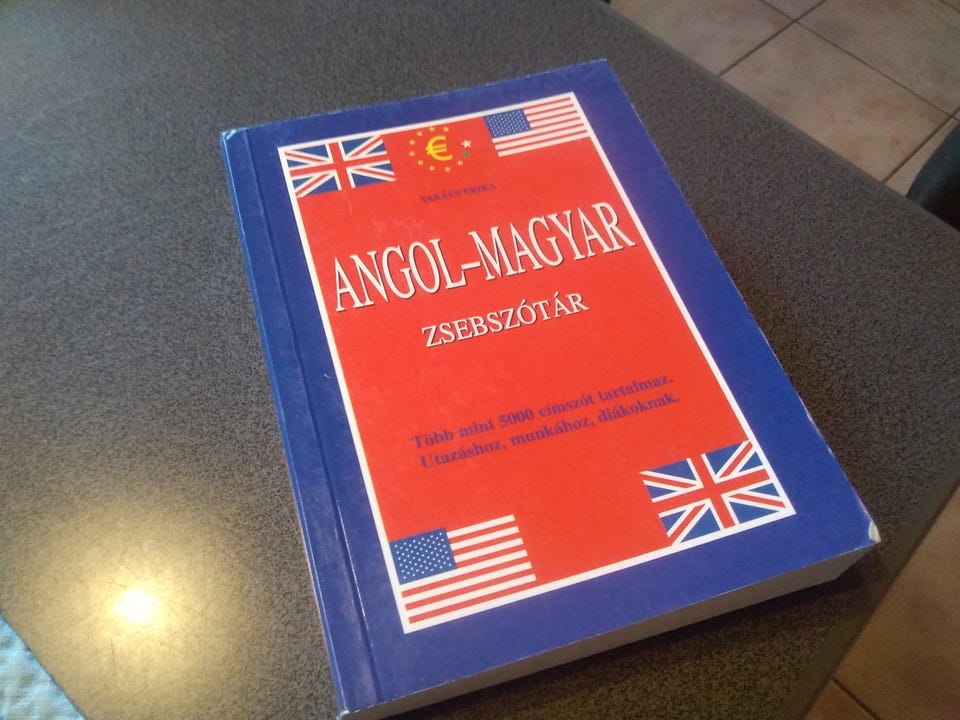 €
TAKÁCS ERIKA
ANGOL–MAGYAR
ZSEBSZÓTÁR
Több mint 5000 címszót tartalmaz.
Utazáshoz, munkához, diákoknak.